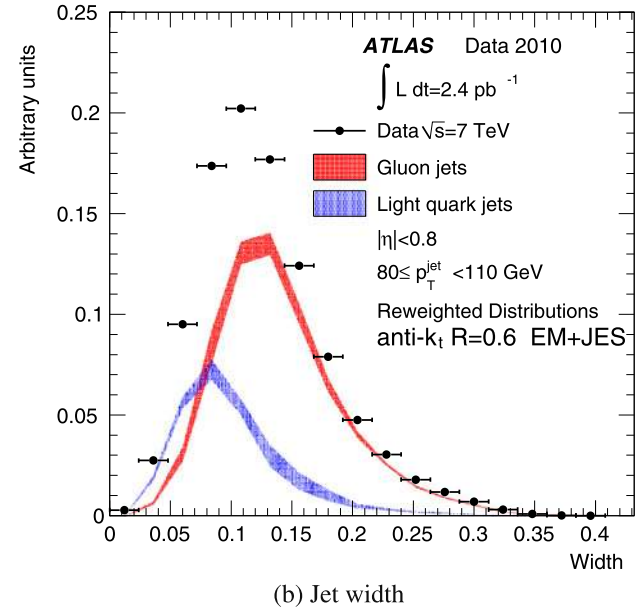 0.25
0.2
0.15
0.1
0.05
0
Arbitrary units
ATLAS Data 2010
∫ L dt=2.4 pb -1
Data √s=7 TeV
Gluon jets
Light quark jets
|η|<0.8
80≤ p_T^jet <110 GeV
Reweighted Distributions
anti-k_t R=0.6 EM+JES
0 0.05 0.1 0.15 0.2 0.25 0.3 0.35 0.4
Width
(b) Jet width